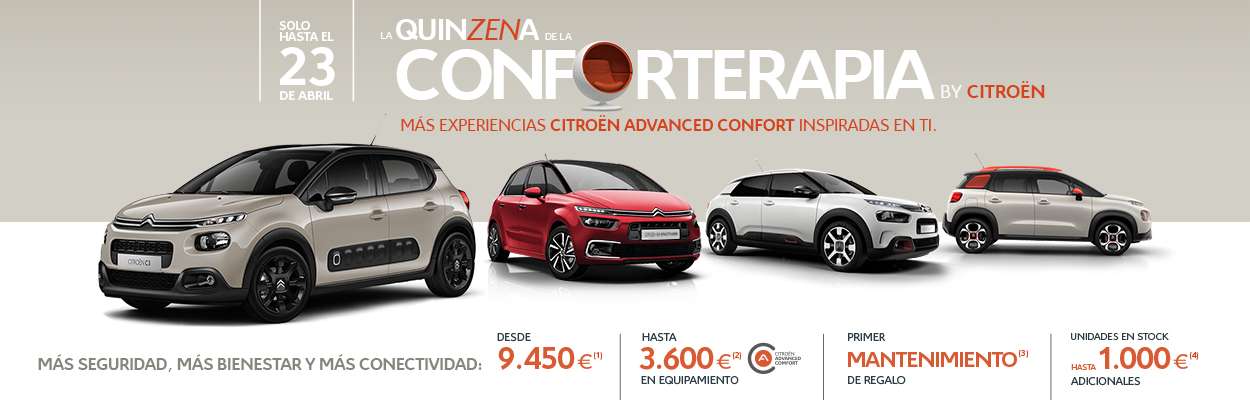 SOLO
HASTA EL
23
DE ABRIL
LA QUINZENA DE LA
CONFORTERAPIA BY CITROËN
MÁS EXPERIENCIAS CITROËN ADVANCED CONFORT INSPIRADAS EN TI.
CITROËN C3
MÁS SEGURIDAD, MÁS BIENESTAR Y MÁS CONECTIVIDAD:
DESDE
9.450 € (1)
HASTA
3.600 € (2)
EN EQUIPAMIENTO
CITROËN
ADVANCED
COMFORT
PRIMER
MANTENIMIENTO (3)
DE REGALO
UNIDADES EN STOCK
HASTA 1.000 € (4)
ADICIONALES